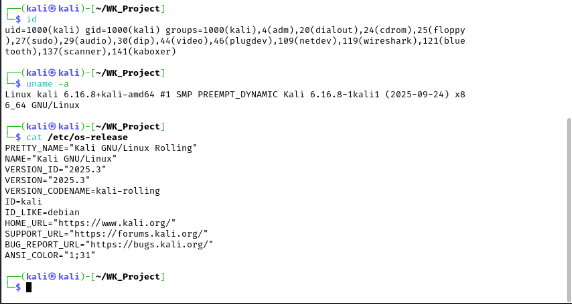 ┌──(kali㉿kali)-[~/WK_Project]
└─$ id
uid=1000(kali) gid=1000(kali) groups=1000(kali),4(adm),20(dialout),24(cdrom),25(floppy
),27(sudo),29(audio),30(dip),44(video),46(plugdev),109(netdev),119(wireshark),121(blue
tooth),137(scanner),141(kaboxer)
┌──(kali㉿kali)-[~/WK_Project]
└─$ uname -a
Linux kali 6.16.8+kali-amd64 #1 SMP PREEMPT_DYNAMIC Kali 6.16.8-1kali1 (2025-09-24) x8
6_64 GNU/Linux
┌──(kali㉿kali)-[~/WK_Project]
└─$ cat /etc/os-release
PRETTY_NAME="Kali GNU/Linux Rolling"
NAME="Kali GNU/Linux"
VERSION_ID="2025.3"
VERSION="2025.3"
VERSION_CODENAME=kali-rolling
ID=kali
ID_LIKE=debian
HOME_URL="https://www.kali.org/"
SUPPORT_URL="https://forums.kali.org/"
BUG_REPORT_URL="https://bugs.kali.org/"
ANSI_COLOR="1;31"
┌──(kali㉿kali)-[~/WK_Project]
└─$